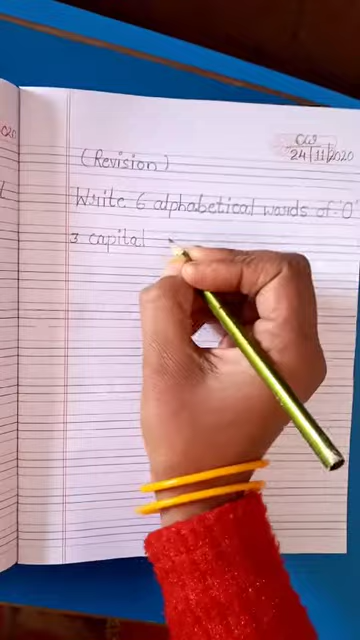 CW
24/11/2020
(Revision)
Write 6 alphabetical words of 'O'
3 capital